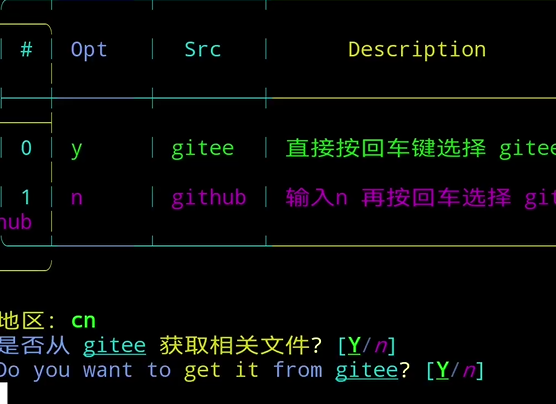 # Opt Src Description
0 y gitee 直接按回车键选择 gitee
1 n github 输入n 再按回车选择 git
hub
地区: cn
是否从 gitee 获取相关文件? [Y/n]
Do you want to get it from gitee? [Y/n]